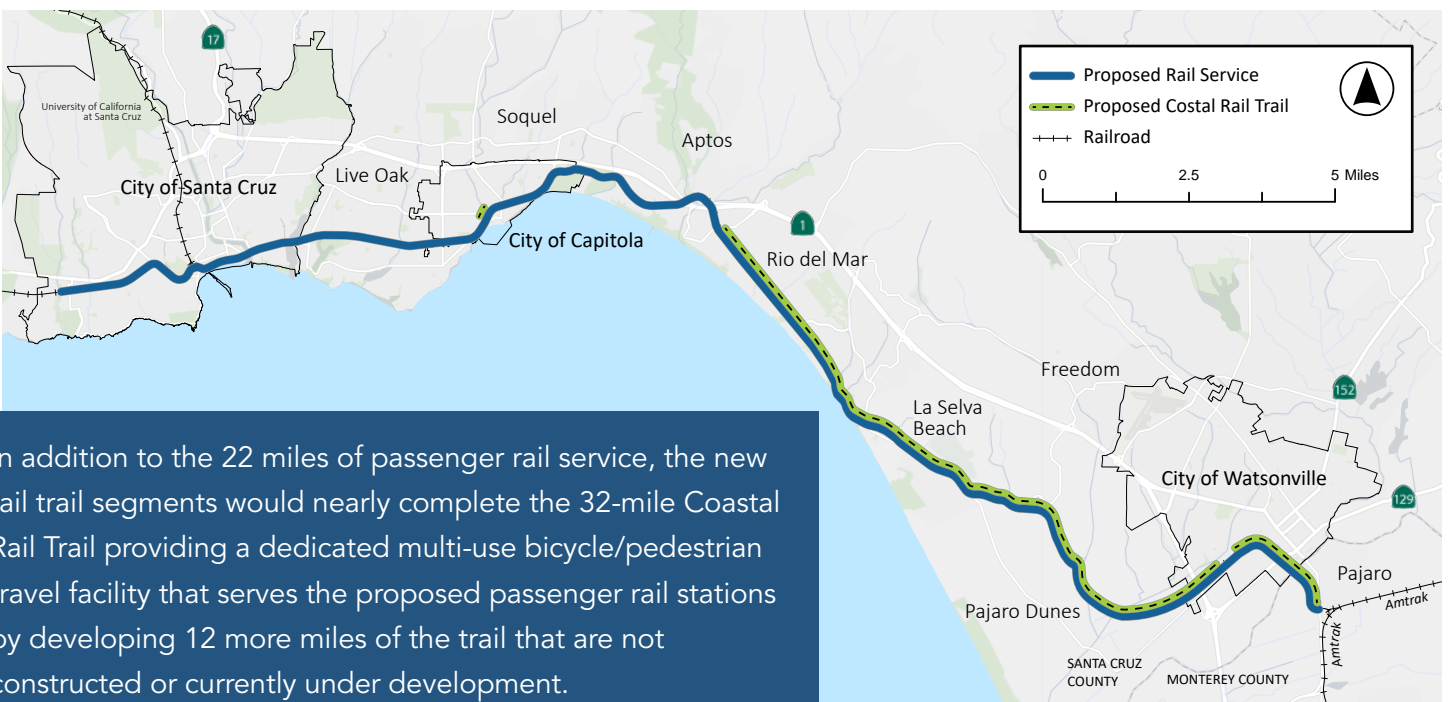 17
University of California
at Santa Cruz
City of Santa Cruz
Live Oak
Soquel
Aptos
City of Capitola
1
Rio del Mar
Proposed Rail Service
Proposed Costal Rail Trail
Railroad
0 2.5 5 Miles
Freedom
152
La Selva
Beach
City of Watsonville
129
Pajaro
Amtrak
Amtrak
Pajaro Dunes
SANTA CRUZ
COUNTY
MONTEREY COUNTY
n addition to the 22 miles of passenger rail service, the new
ail trail segments would nearly complete the 32-mile Coastal
Rail Trail providing a dedicated multi-use bicycle/pedestrian
ravel facility that serves the proposed passenger rail stations
by developing 12 more miles of the trail that are not
constructed or currently under development.